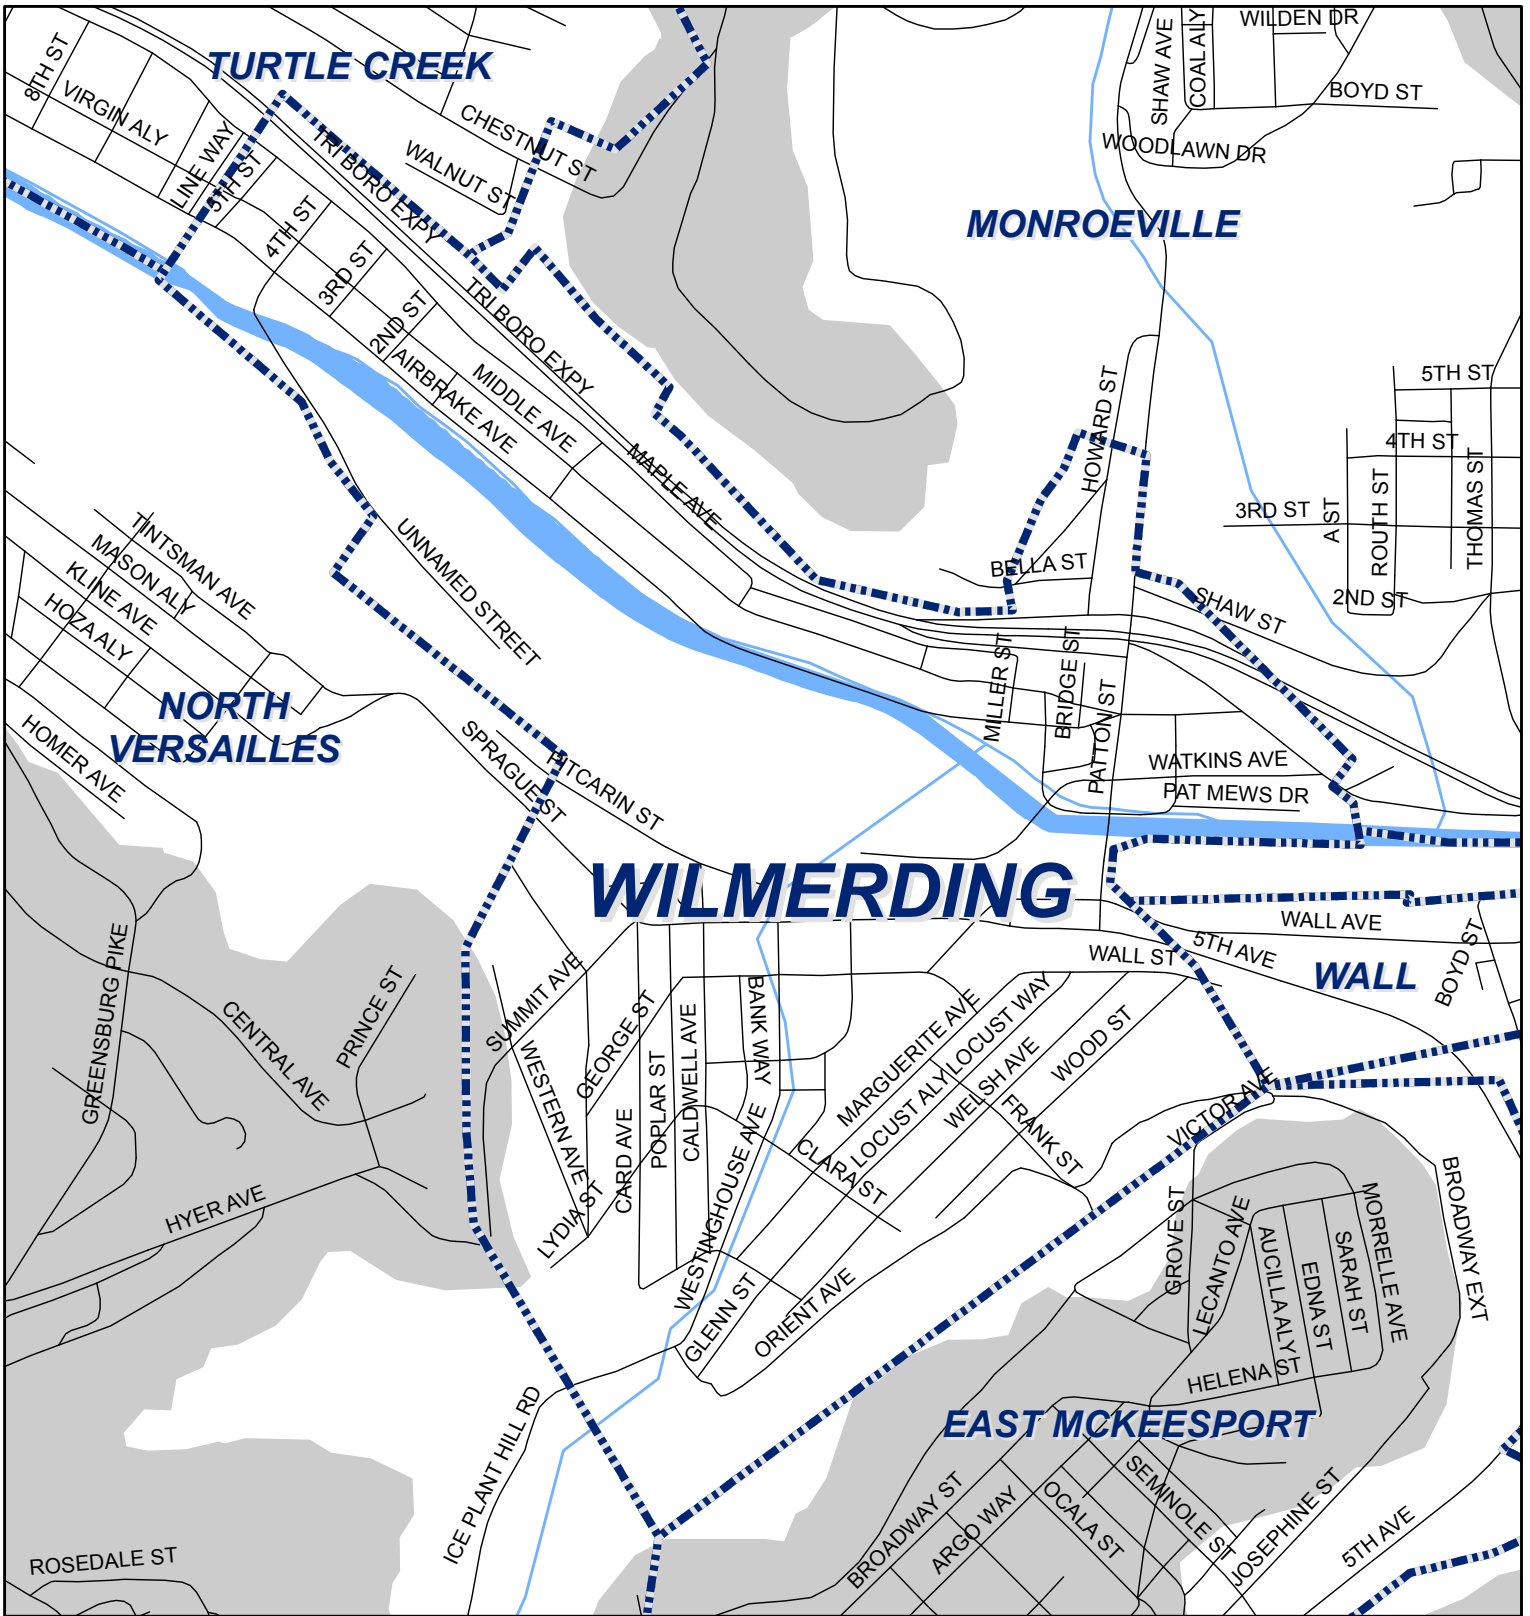 WILDEN DR
SHAW AVE
COAL ALY
TURTLE CREEK
8TH ST
VIRGIN ALY
BOYD ST
CHESTNUT ST
LINE WAY
TRI BORO EXPY
WALNUT ST
WOODLAWN DR
5TH ST
4TH ST
MONROEVILLE
3RD ST
2ND ST
TRI BORO EXPY
AIRBRAKE AVE
MIDDLE AVE
HOWARD ST
5TH ST
4TH ST
MAPLE AVE
THOMAS ST
ROUTH ST
A ST
3RD ST
TINTSMAN AVE
MASON ALY
KLINE AVE
HOZA ALY
UNNAMED STREET
BELLA ST
SHAW ST
2ND ST
MILLER ST
BRIDGE ST
PATTON ST
NORTH
VERSAILLES
HOMER AVE
SPRAGUE ST
PITCARIN ST
WATKINS AVE
PAT MEWS DR
WILMERDING
WALL AVE
5TH AVE
WALL ST
WALL
BOYD ST
GREENSBURG PIKE
CENTRAL AVE
PRINCE ST
SUMMIT AVE
WESTERN AVE
GEORGE ST
CARD AVE
POPLAR ST
CALDWELL AVE
BANK WAY
MARGUERITE AVE
LOCUST WAY
LOCUST ALY
WELSH AVE
WOOD ST
FRANK ST
VICTOR AVE
CLARA ST
WESTINGHOUSE AVE
HYER AVE
LYDIA ST
BROADWAY EXT
GROVE ST
LECANTO AVE
AUCILLA ALY
EDNA ST
SARAH ST
MORRELLE AVE
GLENN ST
ORIENT AVE
HELENA ST
EAST MCKEESPORT
ICE PLANT HILL RD
BROADWAY ST
ARGO WAY
OCALA ST
SEMINOLE ST
JOSEPHINE ST
5TH AVE
ROSEDALE ST